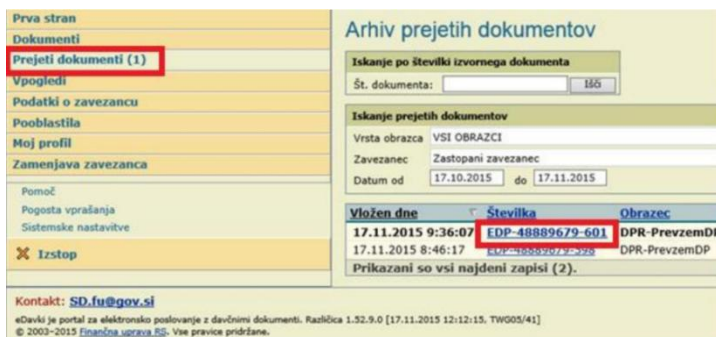 Prva stran
Dokumenti
Prejeti dokumenti (1)
Vpogledi
Podatki o zavezancu
Pooblastila
Moj profil
Zamenjava zavezanca
Pomoč
Pogosta vprašanja
Sistemske nastavitve
Izstop
Arhiv prejetih dokumentov
Iskanje po številki izvornega dokumenta
Št. dokumenta: Išči
Iskanje prejetih dokumentov
Vrsta obrazca VSI OBRAZCI
Zavezanec Zastopani zavezanec
Datum od 17.10.2015 do 17.11.2015
Vložen dne Številka Obrazec
17.11.2015 9:36:07 EDP-48889679-601 DPR-PrevzemDP
17.11.2015 8:46:17 EDP-48889679-598 DPR-PrevzemDP
Prikazani so vsi najdeni zapisi (2).
Kontakt: SD.fu@gov.si
eDavki je portal za elektronsko poslovanje z davčnimi dokumenti. Različica 1.52.9.0 [17.11.2015 12:12:15, TWG05/41]
© 2003-2015 Finančna uprava RS. Vse pravice pridržane.